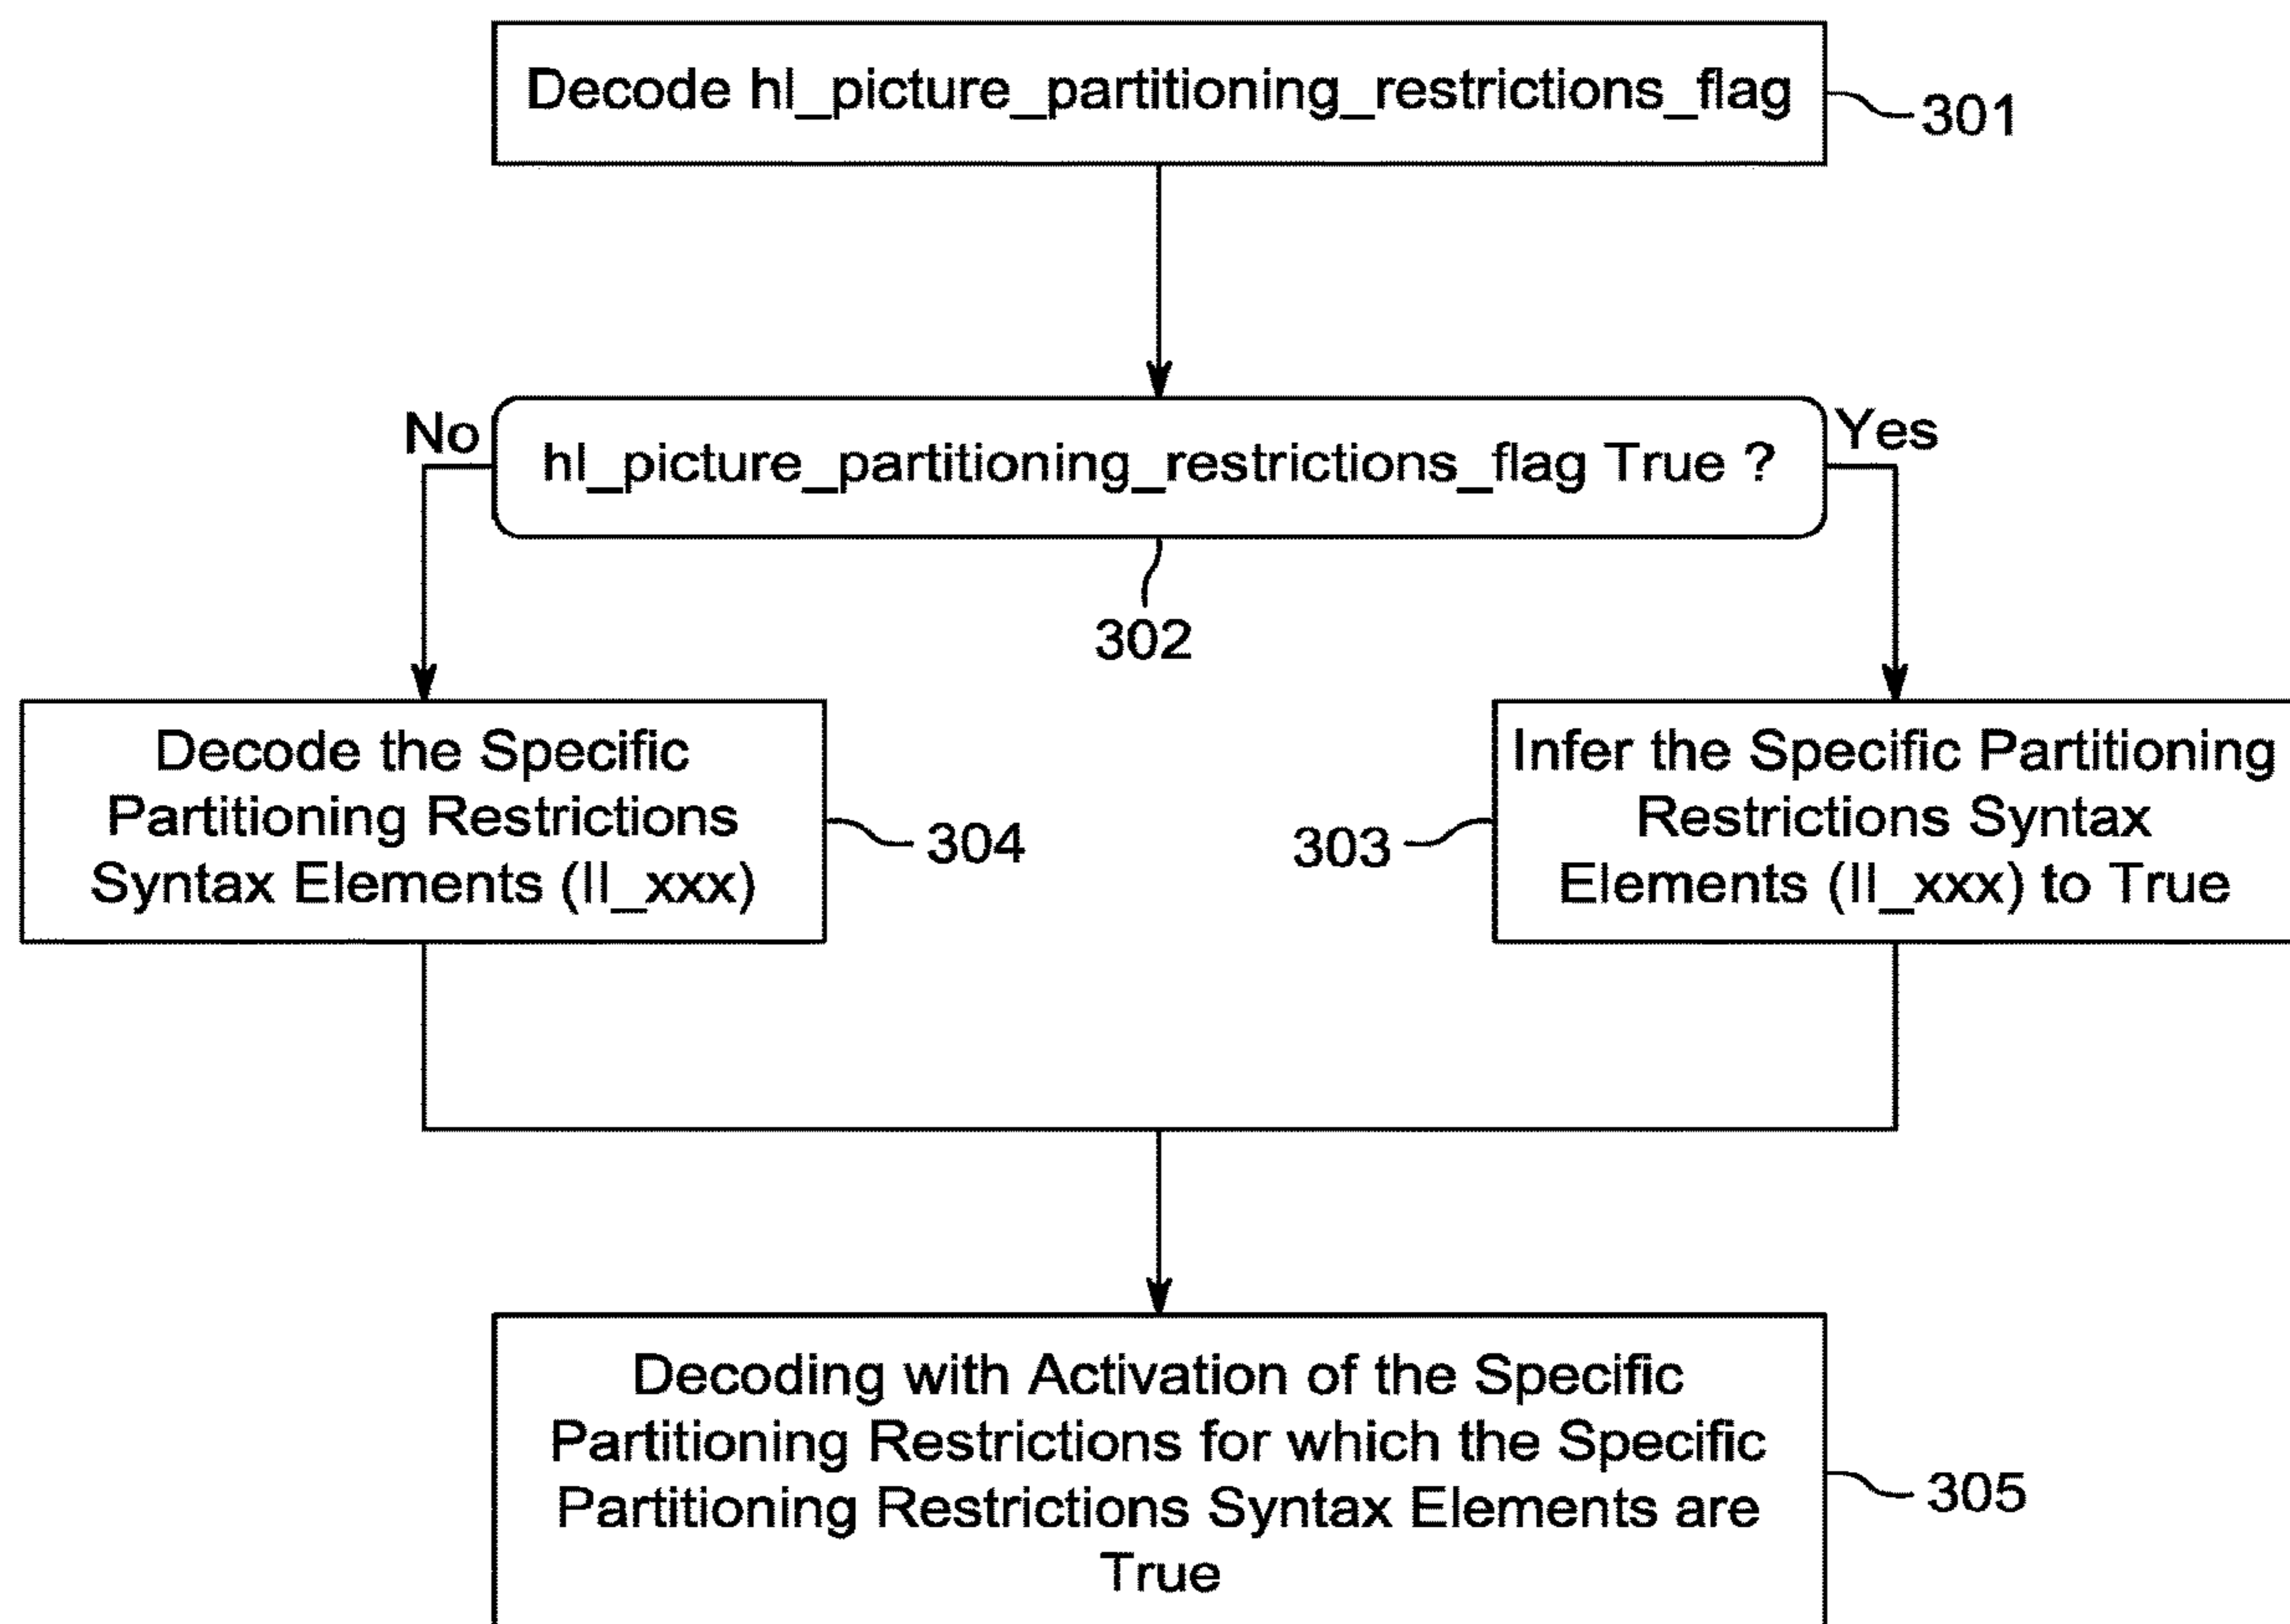 Decode hl_picture_partitioning_restrictions_flag
301
No
hl_picture_partitioning_restrictions_flag True ?
Yes
302
Decode the Specific
Partitioning Restrictions
Syntax Elements (ll_xxx)
304
303
Infer the Specific Partitioning
Restrictions Syntax
Elements (ll_xxx) to True
Decoding with Activation of the Specific
Partitioning Restrictions for which the Specific
Partitioning Restrictions Syntax Elements are
True
305